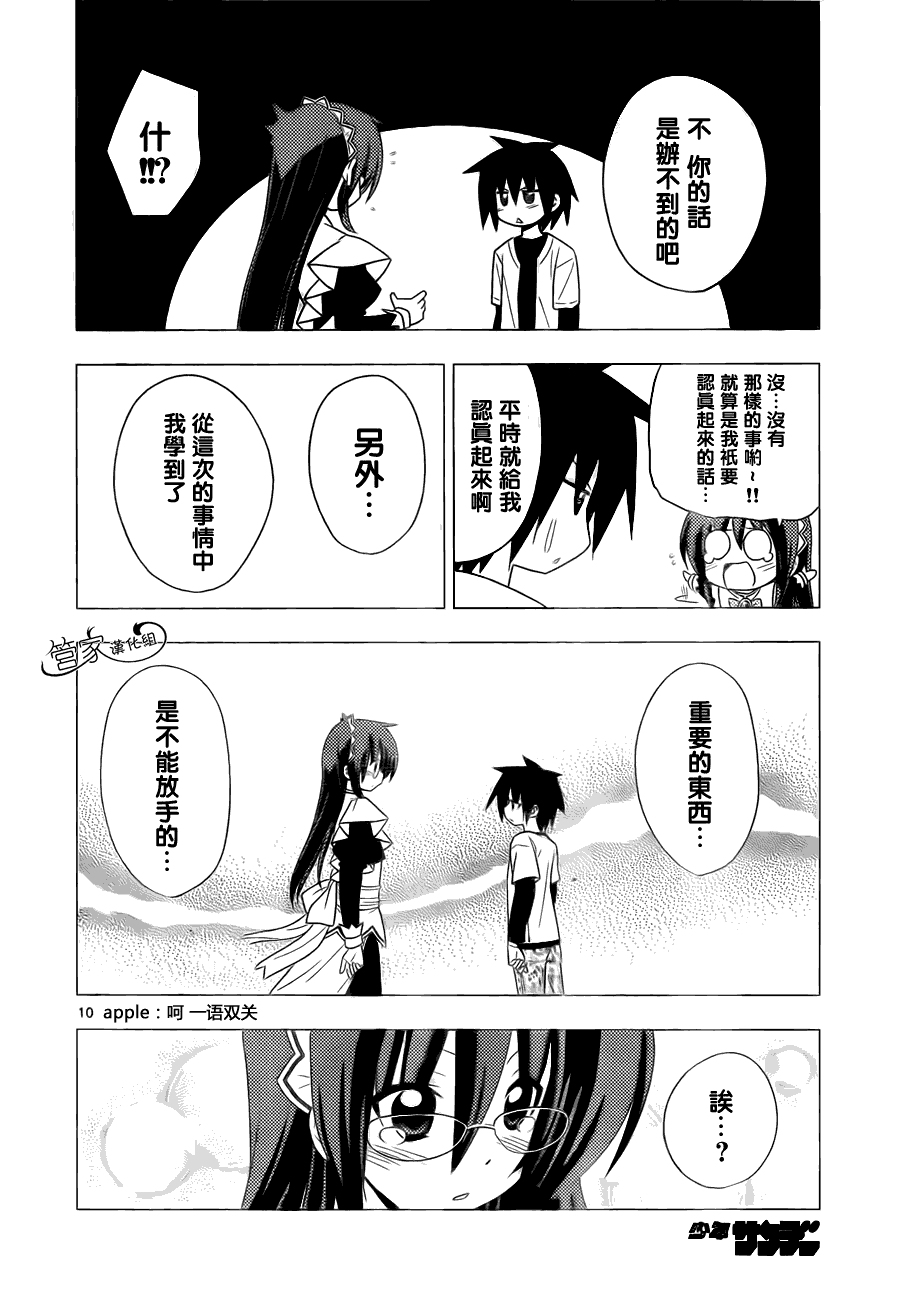 不 你的話
是辦不到的吧
什!!?
沒…沒有
那樣的事喲～!!
就算是我祇要
認真起來的話…
平時就給我
認真起來啊
另外…
從這次的事情中
我學到了
管家漢化組
重要的東西…
是不能放手的…
10 apple：呵 一语双关
誒…?
少年サンデー